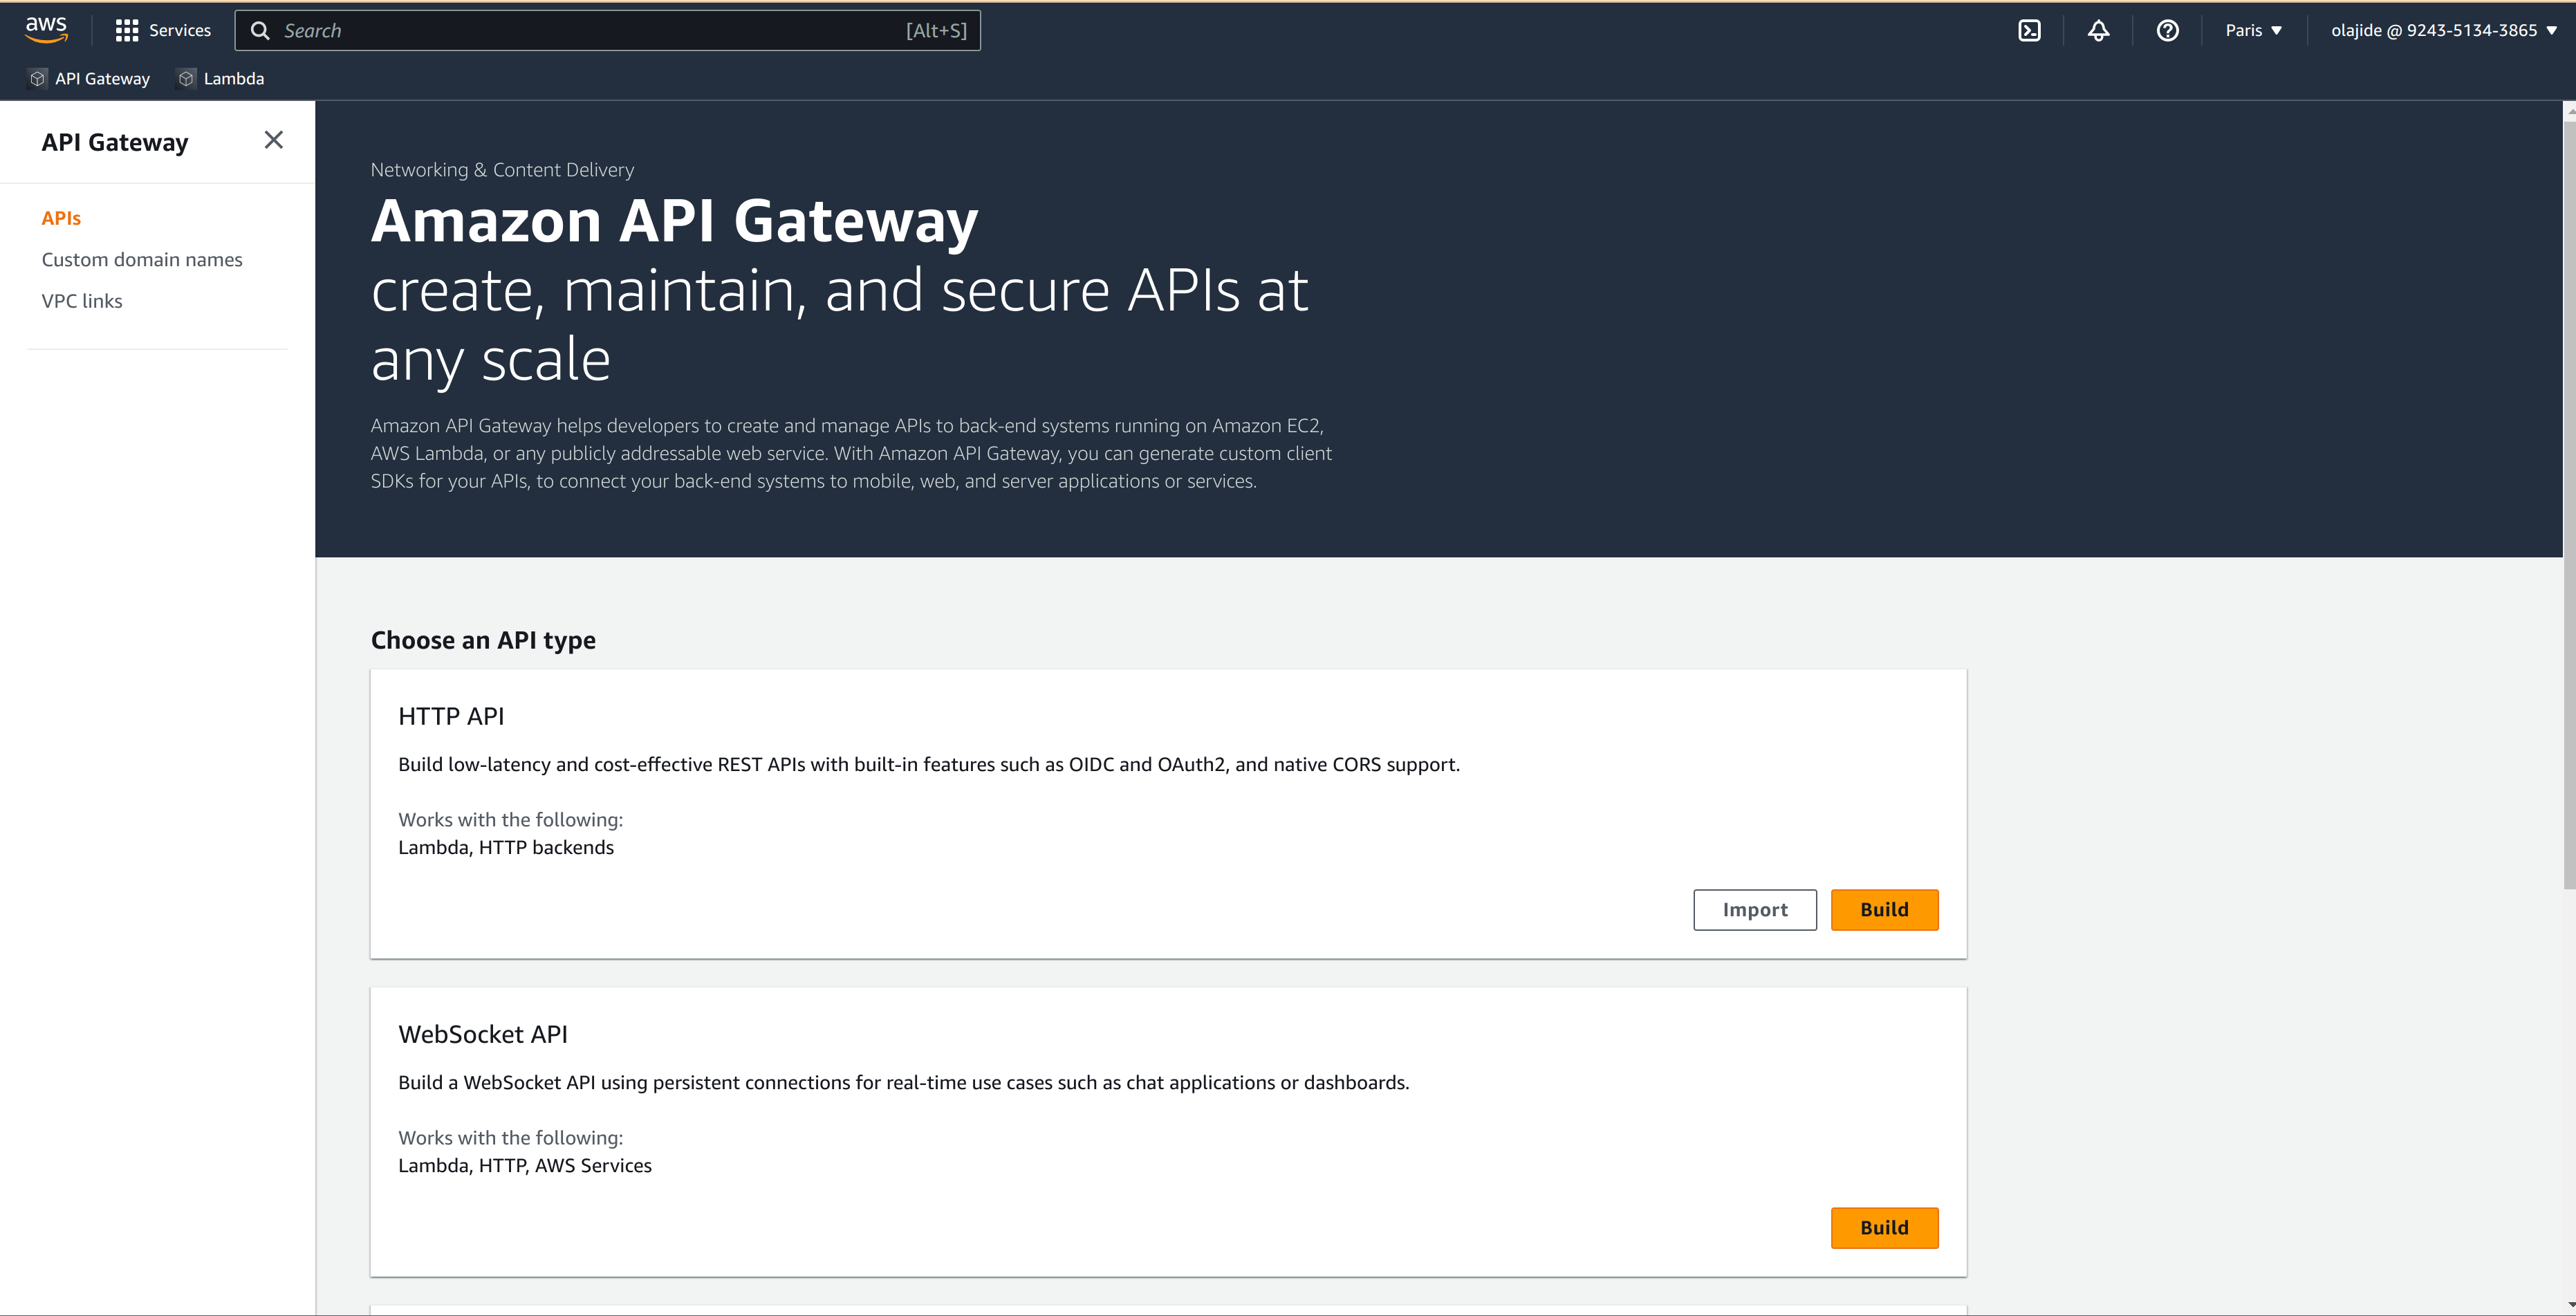 aws
Services
Search
[Alt+S]
Paris
olajide @ 9243-5134-3865
API Gateway
Lambda
API Gateway
APIs
Custom domain names
VPC links
Networking & Content Delivery
Amazon API Gateway
create, maintain, and secure APIs at
any scale
Amazon API Gateway helps developers to create and manage APIs to back-end systems running on Amazon EC2,
AWS Lambda, or any publicly addressable web service. With Amazon API Gateway, you can generate custom client
SDKs for your APIs, to connect your back-end systems to mobile, web, and server applications or services.
Choose an API type
HTTP API
Build low-latency and cost-effective REST APIs with built-in features such as OIDC and OAuth2, and native CORS support.
Works with the following:
Lambda, HTTP backends
Import
Build
WebSocket API
Build a WebSocket API using persistent connections for real-time use cases such as chat applications or dashboards.
Works with the following:
Lambda, HTTP, AWS Services
Build